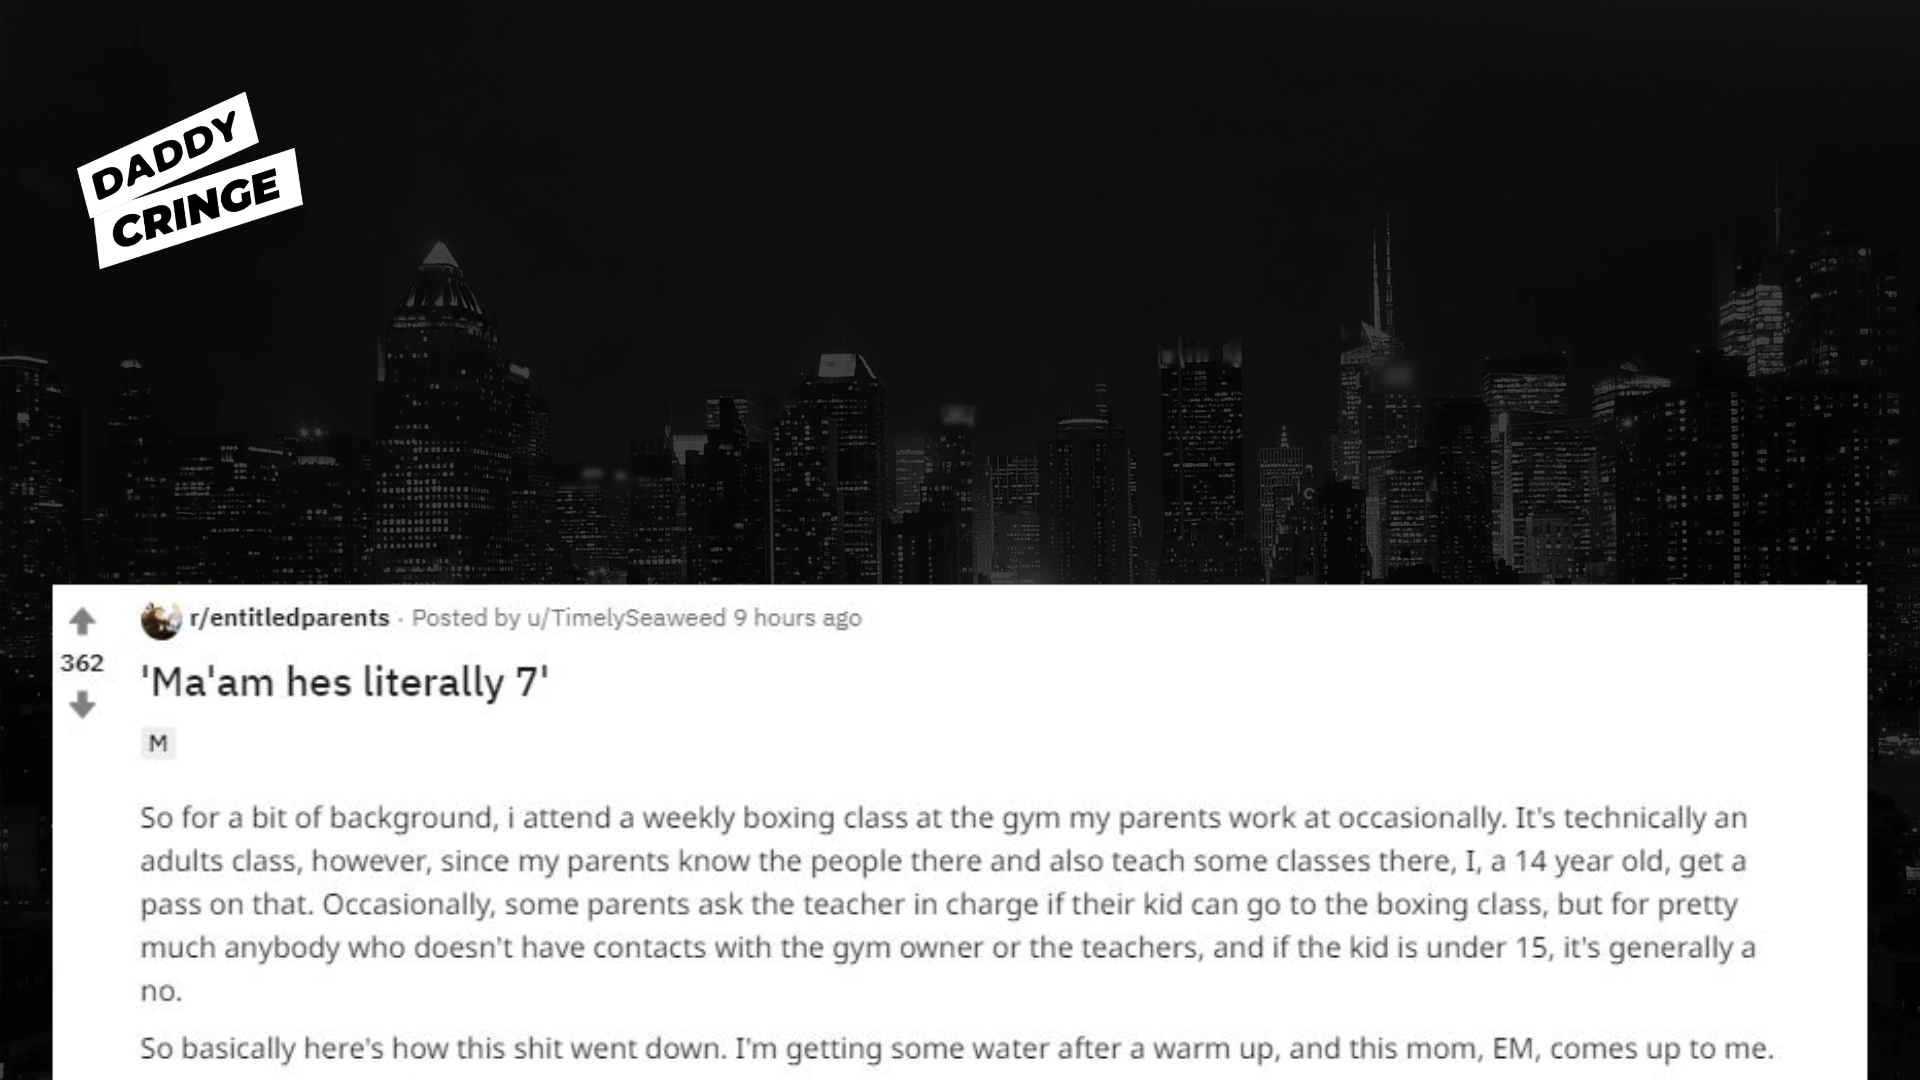 DADDY
CRINGE
r/entitledparents · Posted by u/TimelySeaweed 9 hours ago
362
'Ma'am hes literally 7'
M
So for a bit of background, i attend a weekly boxing class at the gym my parents work at occasionally. It's technically an
adults class, however, since my parents know the people there and also teach some classes there, I, a 14 year old, get a
pass on that. Occasionally, some parents ask the teacher in charge if their kid can go to the boxing class, but for pretty
much anybody who doesn't have contacts with the gym owner or the teachers, and if the kid is under 15, it's generally a
no.
So basically here's how this shit went down. I'm getting some water after a warm up, and this mom, EM, comes up to me.